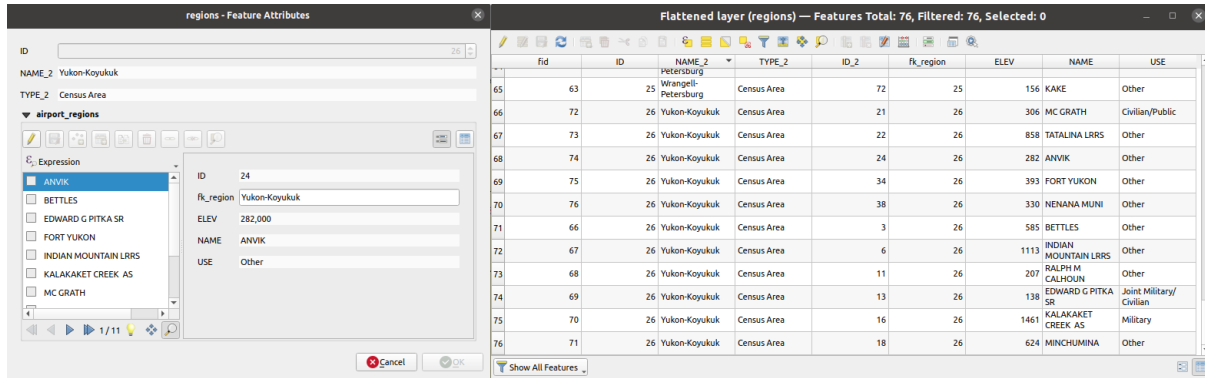 regions - Feature Attributes
ID 26
NAME_2 Yukon-Koyukuk
TYPE_2 Census Area
airport_regions
Expression
ANVIK
BETTLES
EDWARD G PITKA SR
FORT YUKON
INDIAN MOUNTAIN LRRS
KALAKAKET CREEK AS
MC GRATH
1/11
ID 24
fk_region Yukon-Koyukuk
ELEV 282,000
NAME ANVIK
USE Other
Cancel
OK
Flattened layer (regions) — Features Total: 76, Filtered: 76, Selected: 0
fid ID NAME_2 TYPE_2 ID_2 fk_region ELEV NAME USE
Petersburg
65 63 25 Wrangell-Petersburg Census Area 72 25 156 KAKE Other
66 72 26 Yukon-Koyukuk Census Area 21 26 306 MC GRATH Civilian/Public
67 73 26 Yukon-Koyukuk Census Area 22 26 858 TATALINA LRRS Other
68 74 26 Yukon-Koyukuk Census Area 24 26 282 ANVIK Other
69 75 26 Yukon-Koyukuk Census Area 34 26 393 FORT YUKON Other
70 76 26 Yukon-Koyukuk Census Area 38 26 330 NENANA MUNI Other
71 66 26 Yukon-Koyukuk Census Area 3 26 585 BETTLES Other
72 67 26 Yukon-Koyukuk Census Area 6 26 1113 INDIAN MOUNTAIN LRRS Other
73 68 26 Yukon-Koyukuk Census Area 11 26 207 RALPH M CALHOUN Other
74 69 26 Yukon-Koyukuk Census Area 13 26 138 EDWARD G PITKA SR Joint Military/Civilian
75 70 26 Yukon-Koyukuk Census Area 16 26 1461 KALAKAKET CREEK AS Military
76 71 26 Yukon-Koyukuk Census Area 18 26 624 MINCHUMINA Other
Show All Features